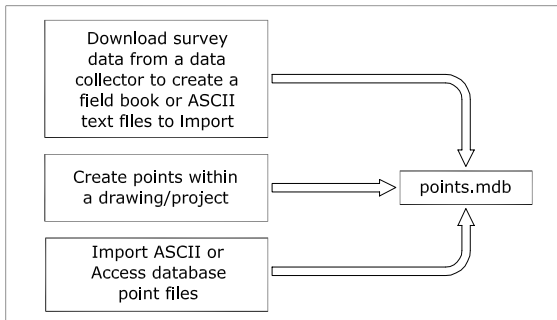 Download survey
data from a data
collector to create a
field book or ASCII
text files to Import
Create points within
a drawing/project
points.mdb
Import ASCII or
Access database
point files